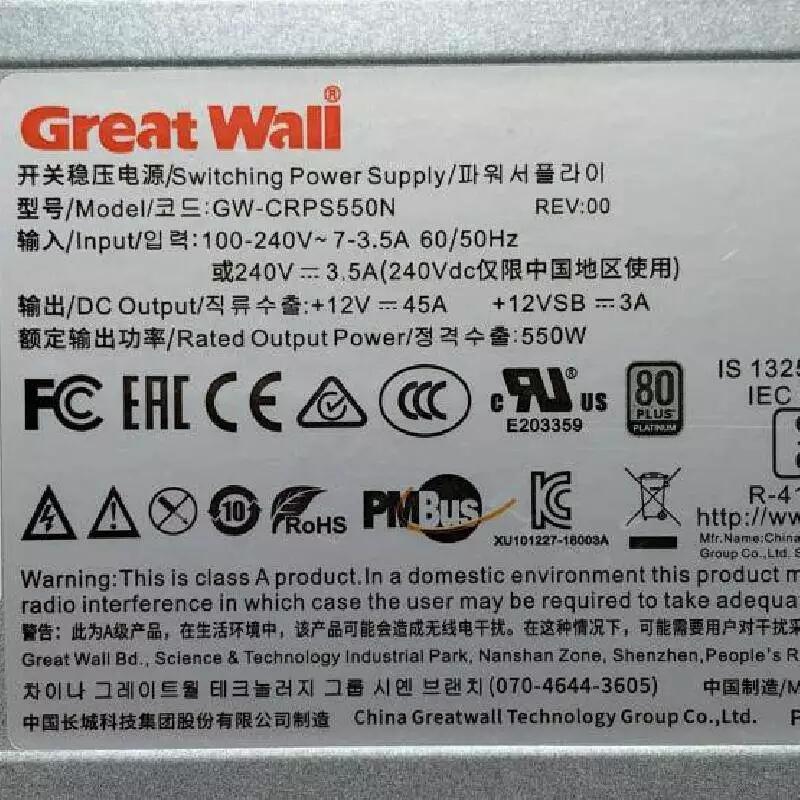 Great Wall®
开关稳压电源/Switching Power Supply/파워서플라이
型号/Model/코드:GW-CRPS550N REV:00
输入/Input/입력:100-240V~ 7-3.5A 60/50Hz
或240V⎓3.5A(240Vdc仅限中国地区使用)
输出/DC Output/직류수출:+12V⎓45A +12VSB⎓3A
额定输出功率/Rated Output Power/정격수출:550W
FC EAC CE CCC c RU® us 80 PLUS PLATINUM IS 1325
E203359 IEC
10 RoHS PMBus KC R-41
XU101227-18003A http://ww
Mfr.Name:China
Group Co.,Ltd. S
Warning:This is class A product.In a domestic environment this product m
radio interference in which case the user may be required to take adequa
警告：此为A级产品，在生活环境中，该产品可能会造成无线电干扰。在这种情况下，可能需要用户对干扰采
Great Wall Bd., Science & Technology Industrial Park, Nanshan Zone, Shenzhen,People's R
차이나 그레이트월 테크놀러지 그룹 시엔 브랜치(070-4644-3605) 中国制造/M
中国长城科技集团股份有限公司制造 China Greatwall Technology Group Co.,Ltd. P